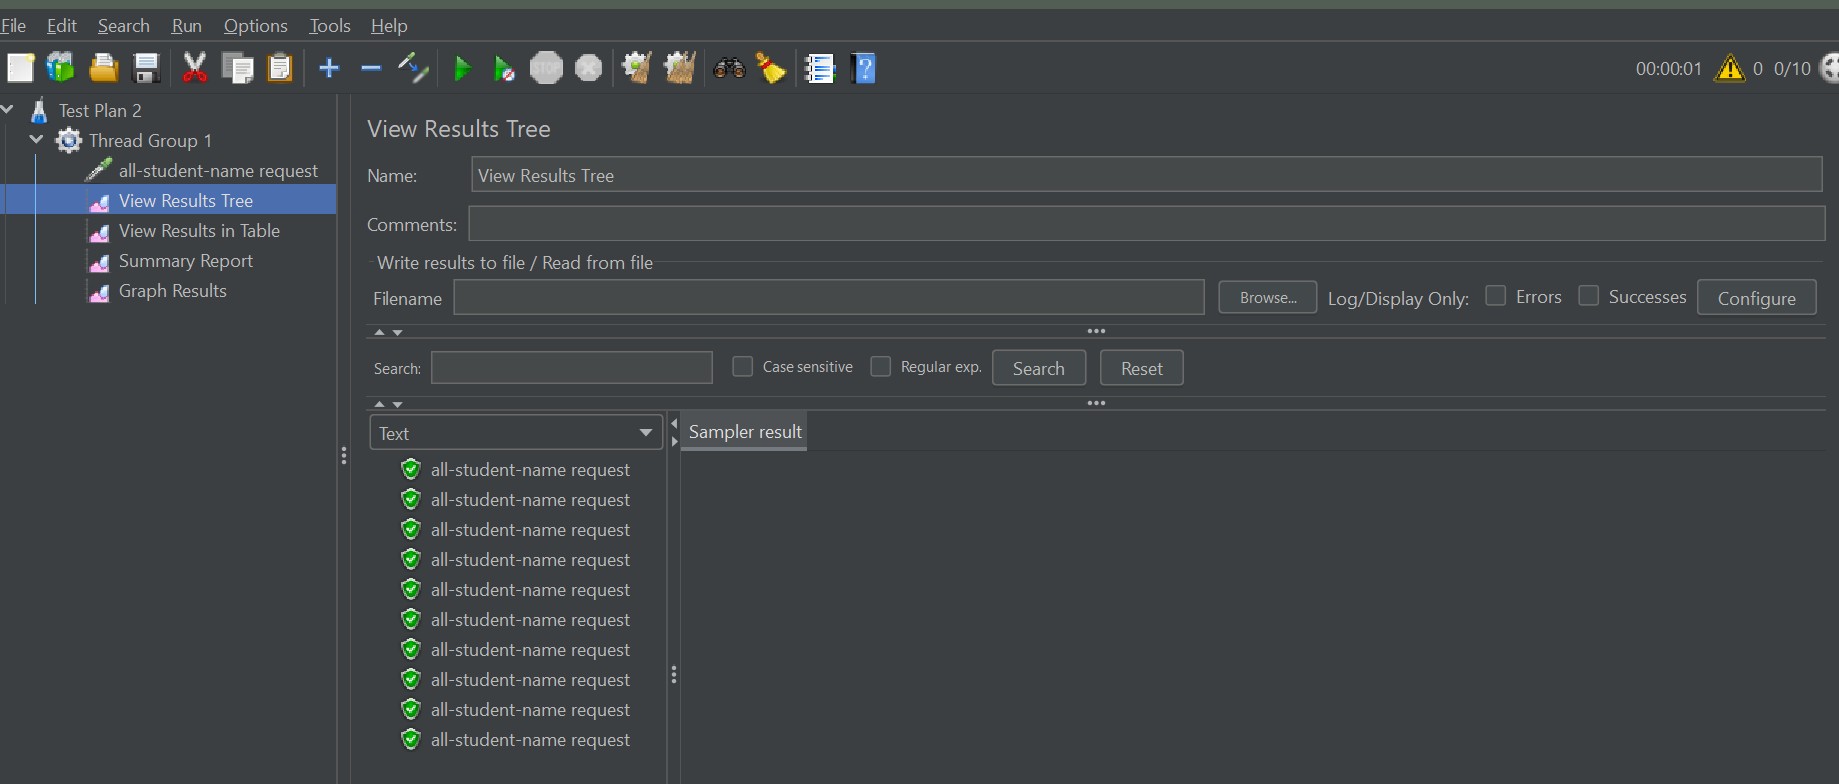 File Edit Search Run Options Tools Help
STOP 00:00:01 0 0/10
Test Plan 2
Thread Group 1
all-student-name request
View Results Tree
View Results in Table
Summary Report
Graph Results
View Results Tree
Name: View Results Tree
Comments:
Write results to file / Read from file
Filename Browse... Log/Display Only: Errors Successes Configure
Search: Case sensitive Regular exp. Search Reset
Text Sampler result
all-student-name request
all-student-name request
all-student-name request
all-student-name request
all-student-name request
all-student-name request
all-student-name request
all-student-name request
all-student-name request
all-student-name request